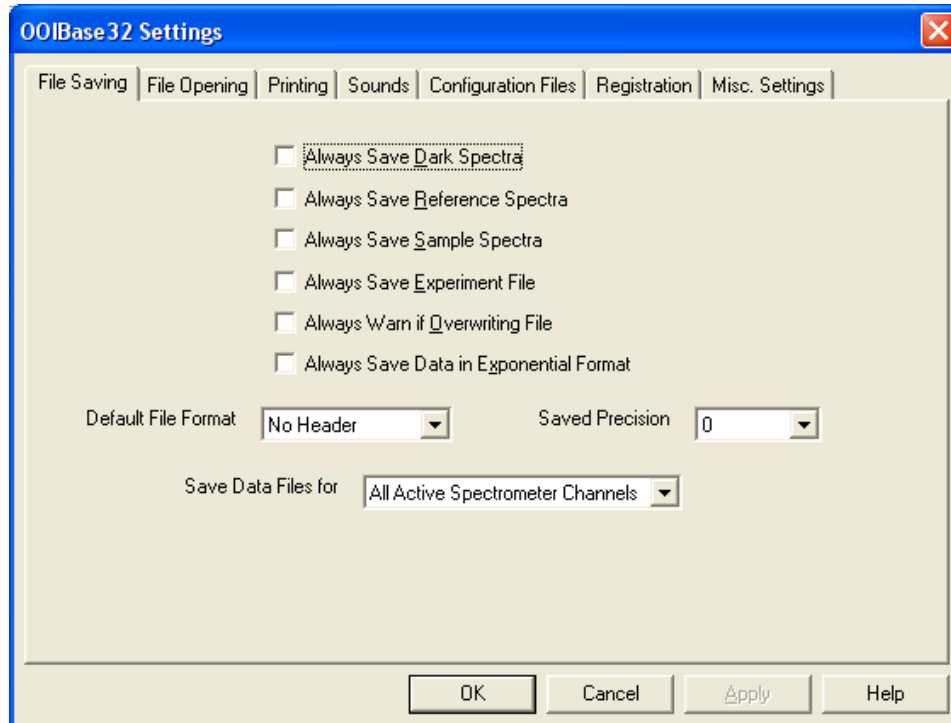 OOIBase32 Settings
File Saving File Opening Printing Sounds Configuration Files Registration Misc. Settings
Always Save Dark Spectra
Always Save Reference Spectra
Always Save Sample Spectra
Always Save Experiment File
Always Warn if Overwriting File
Always Save Data in Exponential Format
Default File Format No Header Saved Precision 0
Save Data Files for All Active Spectrometer Channels
OK Cancel Apply Help